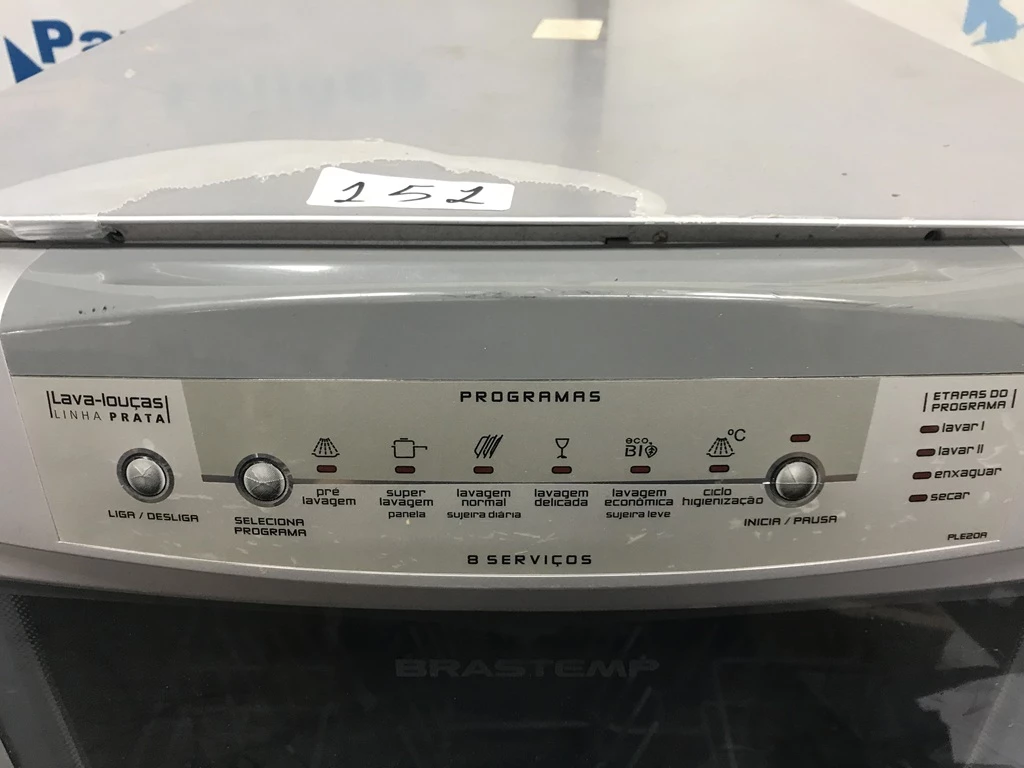 Pa
151
Lava-louças
LINHA PRATA
PROGRAMAS
ETAPAS DO
PROGRAMA
lavar I
lavar II
enxaguar
secar
eco
BIO
°C
pré
lavagem
super
lavagem
panela
lavagem
normal
sujeira diária
lavagem
delicada
lavagem
econômica
sujeira leve
ciclo
higienização
LIGA / DESLIGA
SELECIONA
PROGRAMA
INICIA / PAUSA
8 SERVIÇOS
PLE20A
BRASTEMP